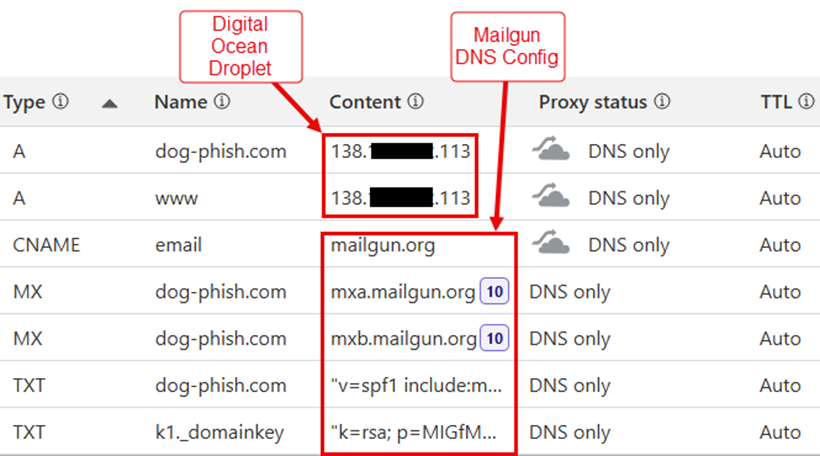 Digital
Ocean
Droplet
Mailgun
DNS Config
Type Name Content Proxy status TTL
A dog-phish.com 138. .113 DNS only Auto
A www 138. .113 DNS only Auto
CNAME email mailgun.org DNS only Auto
MX dog-phish.com mxa.mailgun.org 10 DNS only Auto
MX dog-phish.com mxb.mailgun.org 10 DNS only Auto
TXT dog-phish.com "v=spf1 include:m... DNS only Auto
TXT k1._domainkey "k=rsa; p=MIGfM... DNS only Auto